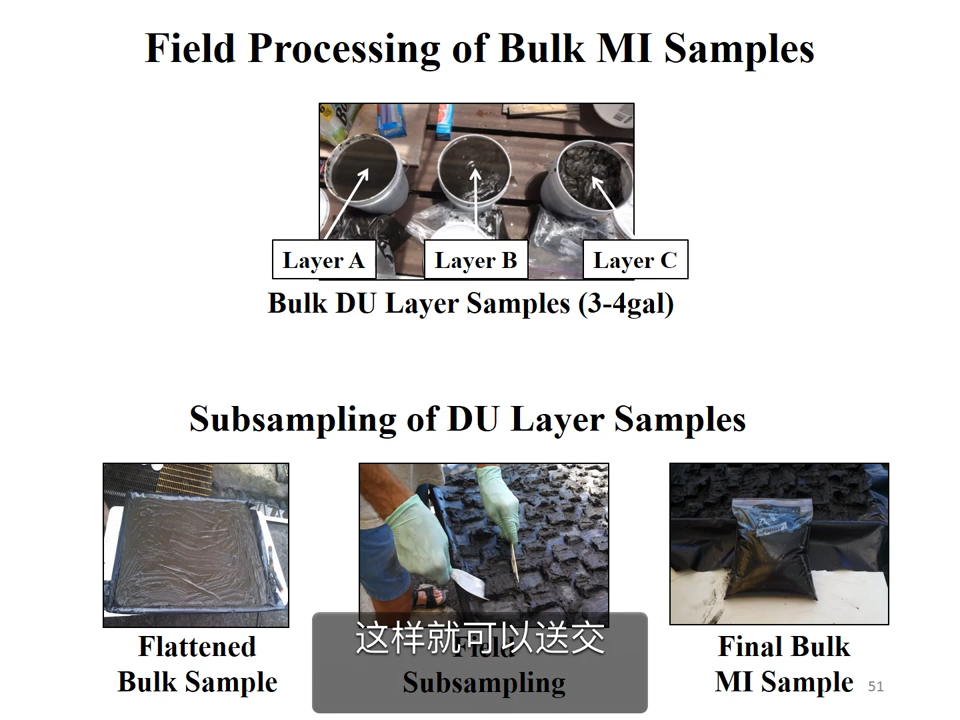 Field Processing of Bulk MI Samples
Layer A
Layer B
Layer C
Bulk DU Layer Samples (3-4gal)
Subsampling of DU Layer Samples
Flattened
Bulk Sample
Field
Subsampling
这样就可以送交
Final Bulk
MI Sample
51